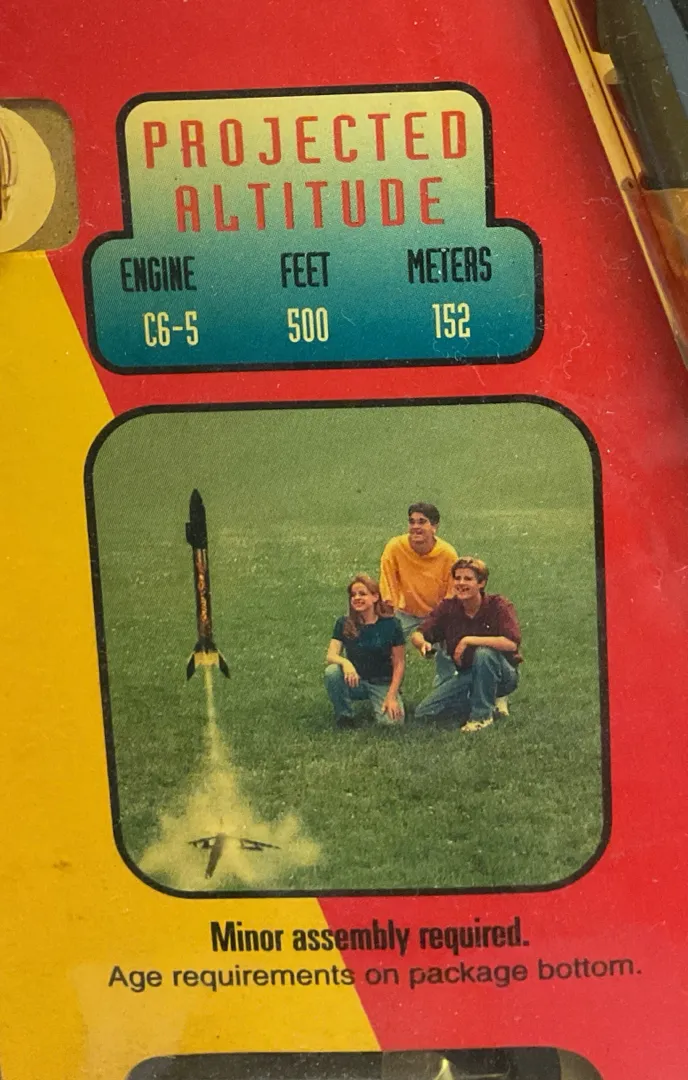 PROJECTED
ALTITUDE
ENGINE FEET METERS
C6-5 500 152
Minor assembly required.
Age requirements on package bottom.